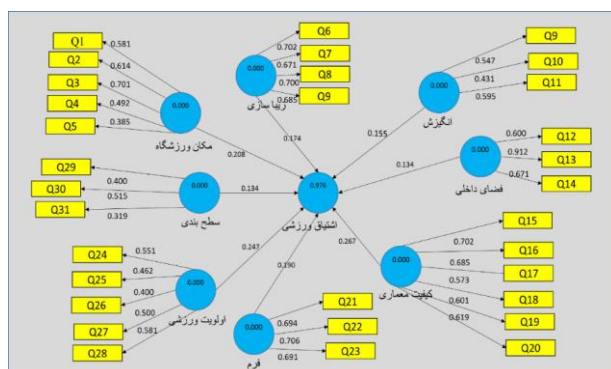 Q1
0.581
Q2
0.614
Q3
0.701
Q4
0.492
Q5
0.385
0.000
مکان ورزشگاه
0.208
Q6
0.702
Q7
0.671
Q8
0.700
Q9
0.685
0.000
زیبا سازی
0.174
Q9
0.547
Q10
0.431
Q11
0.595
0.000
انگیزش
0.155
Q12
0.600
Q13
0.912
Q14
0.671
0.000
فضای داخلی
0.134
Q29
0.400
Q30
0.515
Q31
0.319
0.000
سطح بندی
0.134
0.976
اشتیاق ورزشی
Q15
0.702
Q16
0.685
Q17
0.573
Q18
0.601
Q19
0.619
Q20
0.000
کیفیت معماری
0.267
Q24
0.551
Q25
0.462
Q26
0.400
Q27
0.500
Q28
0.581
0.000
اولویت ورزشی
0.247
Q21
0.694
Q22
0.706
Q23
0.691
0.000
فرم
0.190